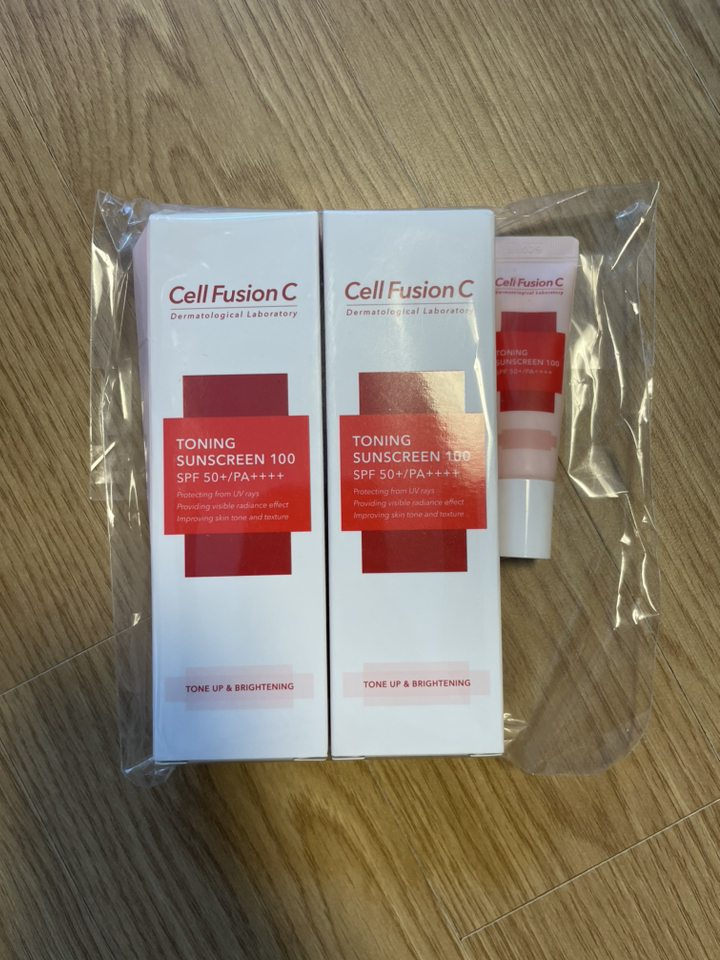 Cell Fusion C
Dermatological Laboratory
TONING
SUNSCREEN 100
SPF 50+/PA++++
Protecting from UV rays
Providing visible radiance effect
Improving skin tone and texture
TONE UP & BRIGHTENING
Cell Fusion C
Dermatological Laboratory
TONING
SUNSCREEN 100
SPF 50+/PA++++
Protecting from UV rays
Providing visible radiance effect
Improving skin tone and texture
TONE UP & BRIGHTENING
Cell Fusion C
Dermatological Laboratory
TONING
SUNSCREEN 100
SPF 50+/PA++++